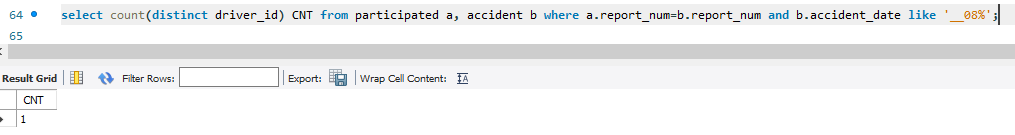 64 select count(distinct driver_id) CNT from participated a, accident b where a.report_num=b.report_num and b.accident_date like '__08%';
65
Result Grid Filter Rows: Export: Wrap Cell Content:
CNT
1